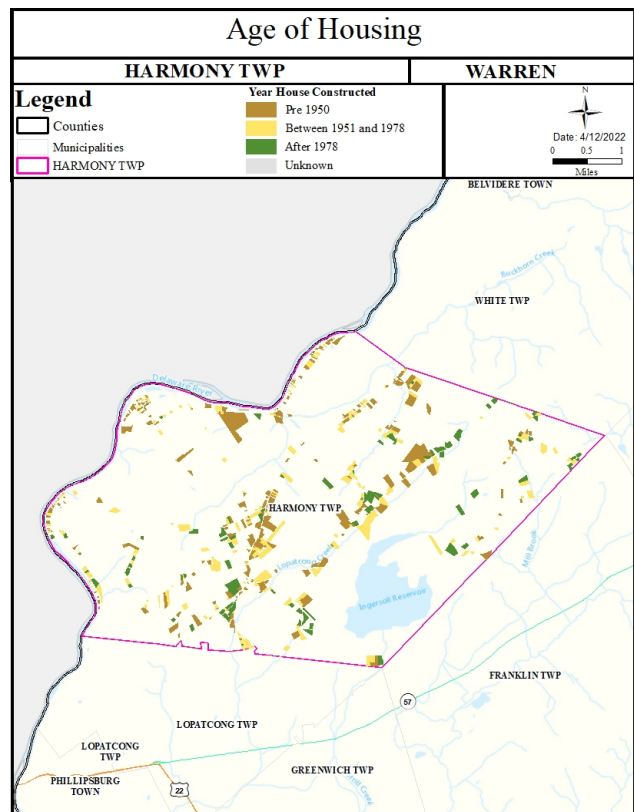 Age of Housing
HARMONY TWP
WARREN
Legend
Counties
Municipalities
HARMONY TWP
Year House Constructed
Pre 1950
Between 1951 and 1978
After 1978
Unknown
N
Date: 4/12/2022
0 0.5 1
Miles
BELVIDERE TOWN
Buckhorn Creek
WHITE TWP
Delaware River
HARMONY TWP
Lopatcong Creek
Mill Brook
Ingersoll Reservoir
FRANKLIN TWP
57
LOPATCONG TWP
LOPATCONG
TWP
GREENWICH TWP
PHILLIPSBURG
TOWN
22
Creek